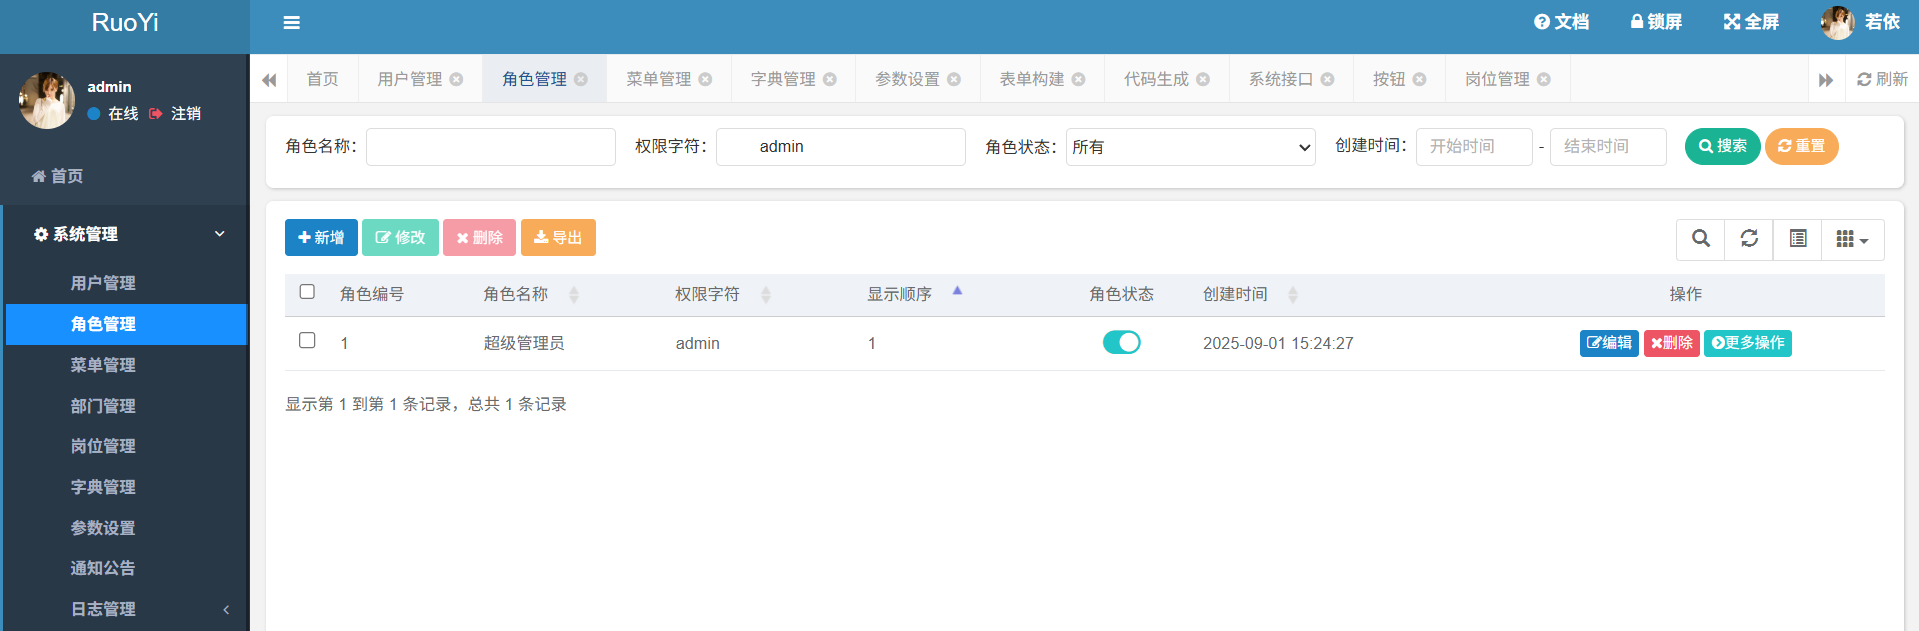 RuoYi
文档 锁屏 全屏 若依
admin
在线 注销
首页
系统管理
用户管理
角色管理
菜单管理
部门管理
岗位管理
字典管理
参数设置
通知公告
日志管理
首页 用户管理 角色管理 菜单管理 字典管理 参数设置 表单构建 代码生成 系统接口 按钮 岗位管理 刷新
角色名称： 权限字符： admin 角色状态： 所有 创建时间： 开始时间 - 结束时间 搜索 重置
新增 修改 删除 导出
角色编号 角色名称 权限字符 显示顺序 角色状态 创建时间 操作
1 超级管理员 admin 1 2025-09-01 15:24:27 编辑 删除 更多操作
显示第 1 到第 1 条记录，总共 1 条记录